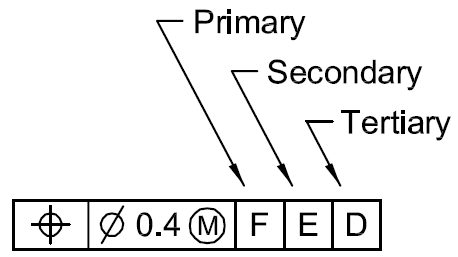 Primary
Secondary
Tertiary
⌖ ⌀ 0.4 Ⓜ F E D